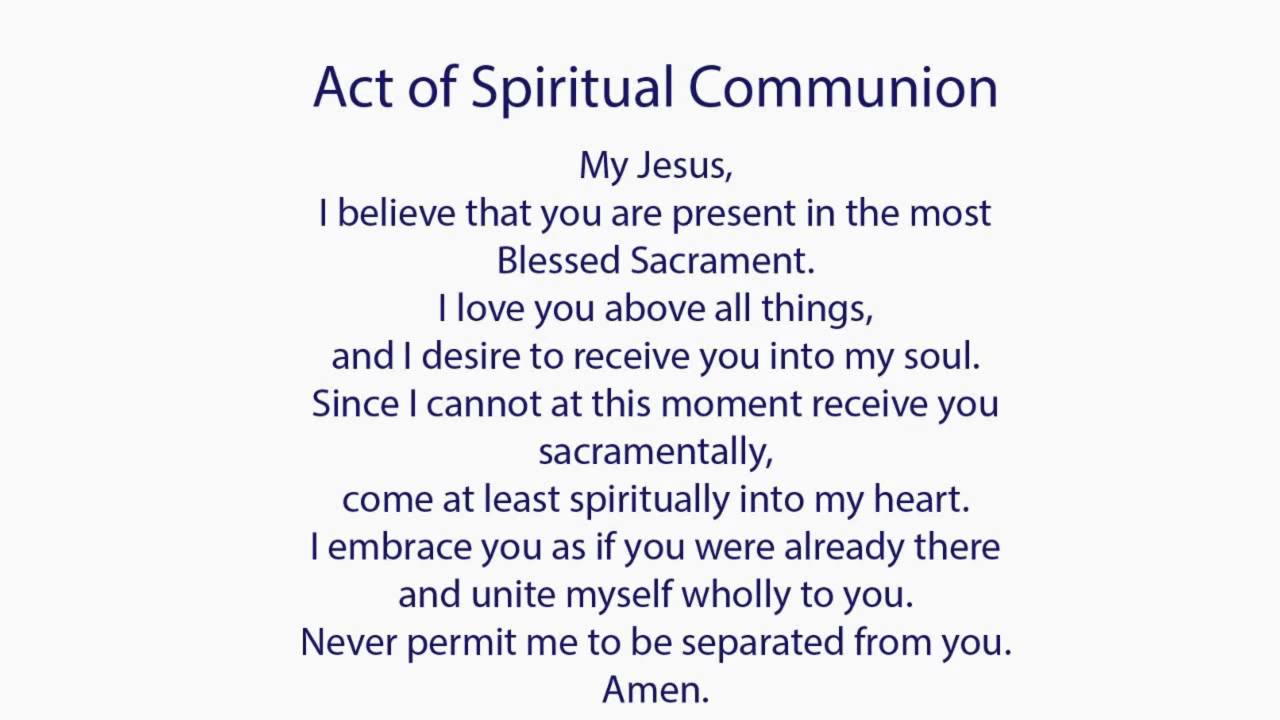 Act of Spiritual Communion
My Jesus,
I believe that you are present in the most
Blessed Sacrament.
I love you above all things,
and I desire to receive you into my soul.
Since I cannot at this moment receive you
sacramentally,
come at least spiritually into my heart.
I embrace you as if you were already there
and unite myself wholly to you.
Never permit me to be separated from you.
Amen.